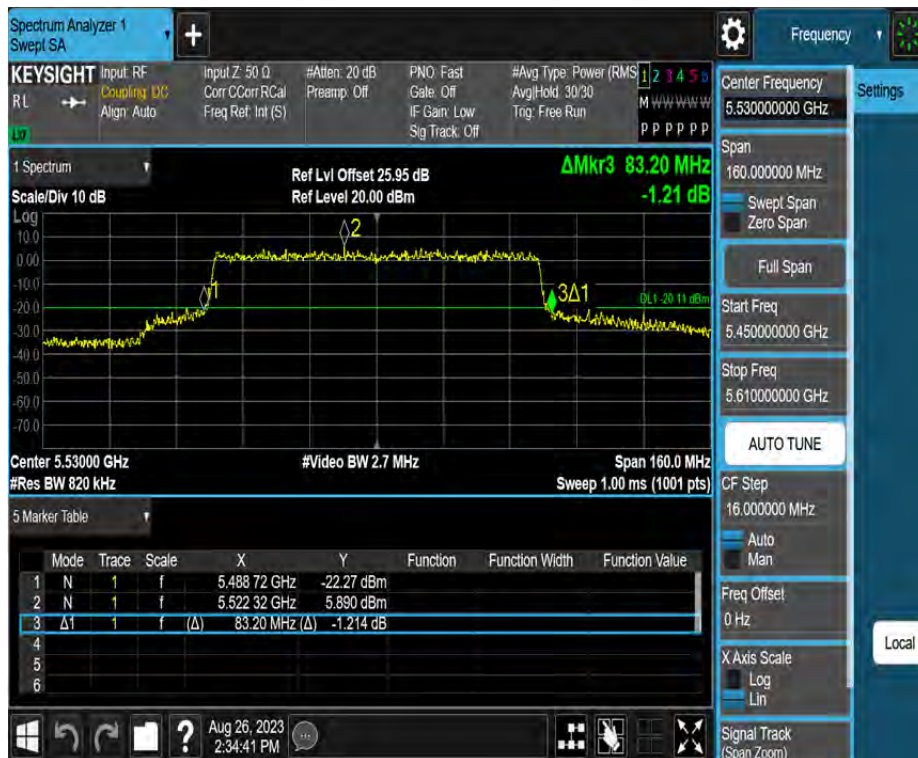 Spectrum Analyzer 1
Swept SA
+
Frequency
KEYSIGHT
RL
LXI
Input: RF
Coupling: DC
Align: Auto
Input Z: 50 Ω
Corr CCorr RCal
Freq Ref: Int (S)
#Atten: 20 dB
Preamp: Off
PNO: Fast
Gate: Off
IF Gain: Low
Sig Track: Off
#Avg Type: Power (RMS
Avg|Hold: 30/30
Trig: Free Run
1 2 3 4 5 6
M W W W W W
P P P P P P
1 Spectrum
Scale/Div 10 dB
Ref Lvl Offset 25.95 dB
Ref Level 20.00 dBm
ΔMkr3 83.20 MHz
-1.21 dB
Log
10.0
0.00
-10.0
-20.0
-30.0
-40.0
-50.0
-60.0
-70.0
2
1
3Δ1
DL1 -20.11 dBm
Center 5.53000 GHz
#Video BW 2.7 MHz
Span 160.0 MHz
#Res BW 820 kHz
Sweep 1.00 ms (1001 pts)
5 Marker Table
Mode Trace Scale X Y Function Function Width Function Value
1 N 1 f 5.488 72 GHz -22.27 dBm
2 N 1 f 5.522 32 GHz 5.890 dBm
3 Δ1 1 f (Δ) 83.20 MHz (Δ) -1.214 dB
4
5
6
?
Aug 26, 2023
2:34:41 PM
Center Frequency
5.530000000 GHz
Settings
Span
160.000000 MHz
Swept Span
Zero Span
Full Span
Start Freq
5.450000000 GHz
Stop Freq
5.610000000 GHz
AUTO TUNE
CF Step
16.000000 MHz
Auto
Man
Freq Offset
0 Hz
X Axis Scale
Log
Lin
Local
Signal Track
(Span Zoom)